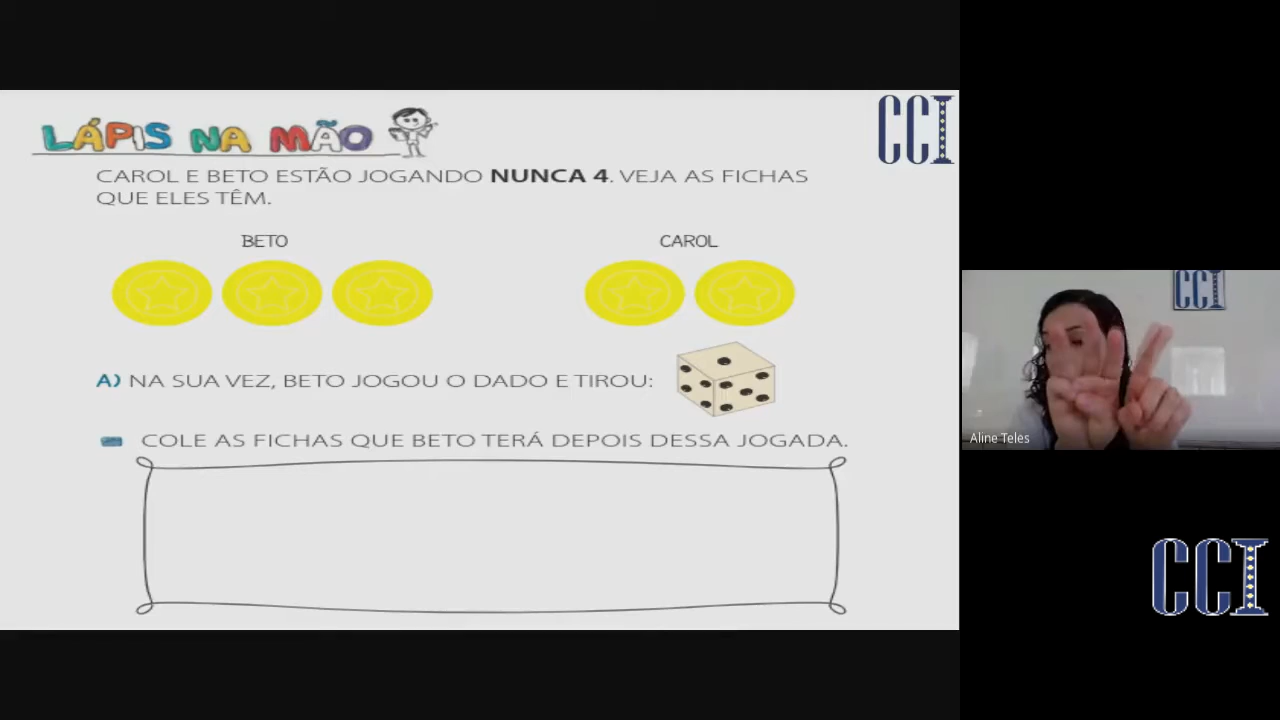 CCI
LÁPIS NA MÃO
CAROL E BETO ESTÃO JOGANDO NUNCA 4. VEJA AS FICHAS
QUE ELES TÊM.
BETO
CAROL
A) NA SUA VEZ, BETO JOGOU O DADO E TIROU:
COLE AS FICHAS QUE BETO TERÁ DEPOIS DESSA JOGADA.
CCI
Aline Teles
CCI